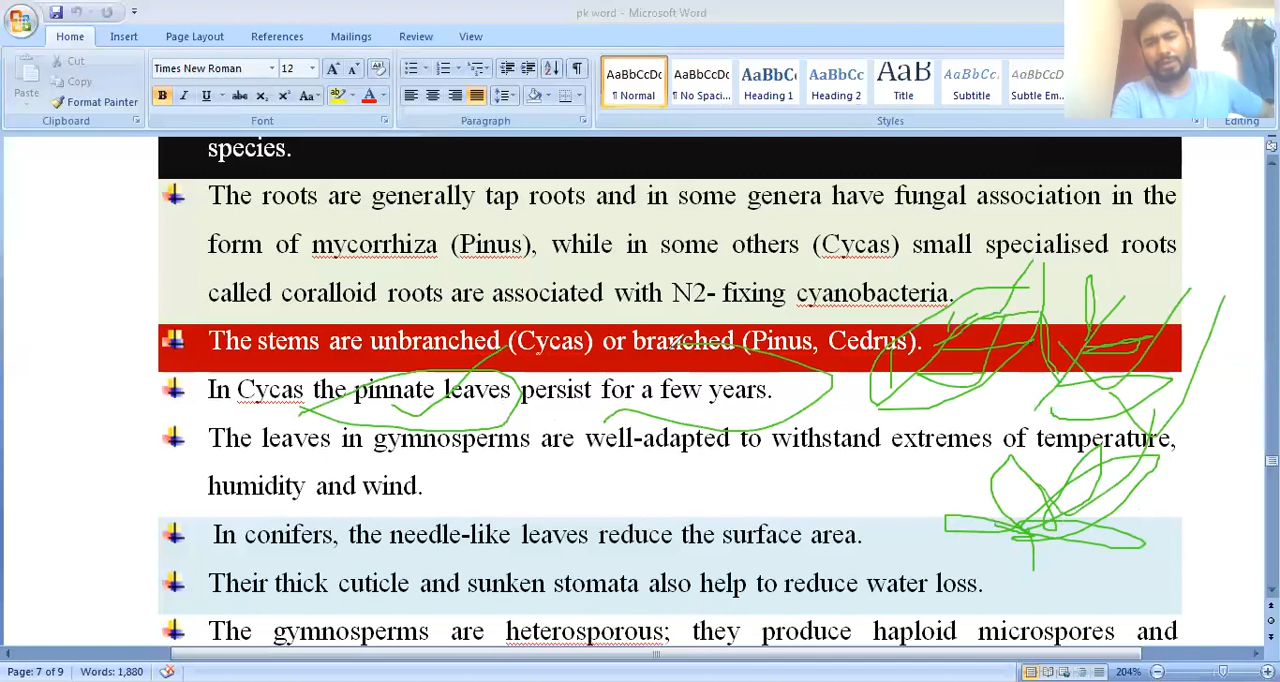 pk word - Microsoft Word
Home Insert Page Layout References Mailings Review View
Cut
Copy
Paste
Format Painter
Times New Roman 12
B I U abc X₂ X² Aa
AaBbCcDc AaBbCcDc AaBbC AaBbCc AaB AaBbCcL AaBbCcD
¶ Normal ¶ No Spaci... Heading 1 Heading 2 Title Subtitle Subtle Em...
Clipboard Font Paragraph Styles Editing
species.
The roots are generally tap roots and in some genera have fungal association in the
form of mycorrhiza (Pinus), while in some others (Cycas) small specialised roots
called coralloid roots are associated with N2- fixing cyanobacteria.
The stems are unbranched (Cycas) or branched (Pinus, Cedrus).
In Cycas the pinnate leaves persist for a few years.
The leaves in gymnosperms are well-adapted to withstand extremes of temperature,
humidity and wind.
In conifers, the needle-like leaves reduce the surface area.
Their thick cuticle and sunken stomata also help to reduce water loss.
The gymnosperms are heterosporous; they produce haploid microspores and
Page: 7 of 9 Words: 1,880 204%